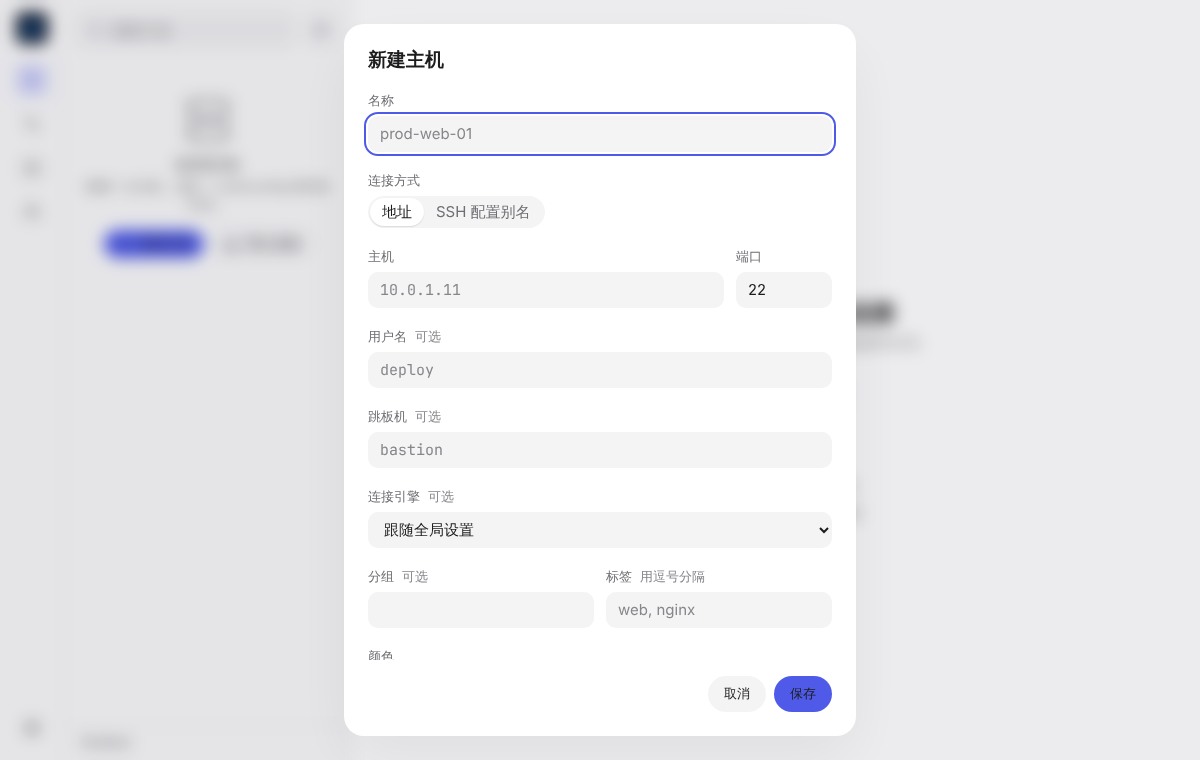 新建主机
名称
prod-web-01
连接方式
地址 SSH 配置别名
主机 端口
10.0.1.11 22
用户名 可选
deploy
跳板机 可选
bastion
连接引擎 可选
跟随全局设置
分组 可选 标签 用逗号分隔
web, nginx
颜色
取消 保存